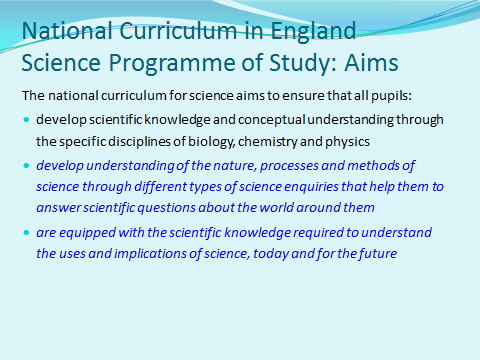 National Curriculum in England
Science Programme of Study: Aims
The national curriculum for science aims to ensure that all pupils:
develop scientific knowledge and conceptual understanding through
the specific disciplines of biology, chemistry and physics
develop understanding of the nature, processes and methods of
science through different types of science enquiries that help them to
answer scientific questions about the world around them
are equipped with the scientific knowledge required to understand
the uses and implications of science, today and for the future